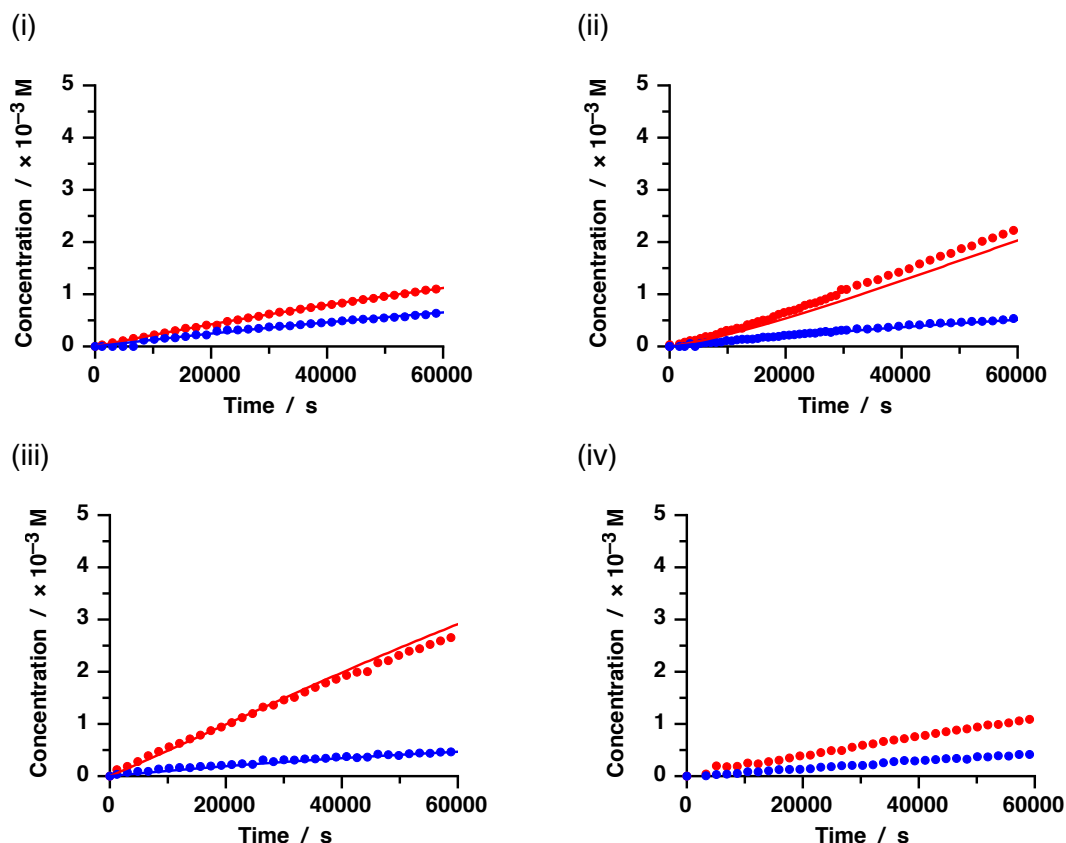 (i)
(ii)
5
4
3
2
1
0
Concentration / × 10⁻³ M
0 20000 40000 60000
Time / s
5
4
3
2
1
0
Concentration / × 10⁻³ M
0 20000 40000 60000
Time / s
(iii)
(iv)
5
4
3
2
1
0
Concentration / × 10⁻³ M
0 20000 40000 60000
Time / s
5
4
3
2
1
0
Concentration / × 10⁻³ M
0 20000 40000 60000
Time / s